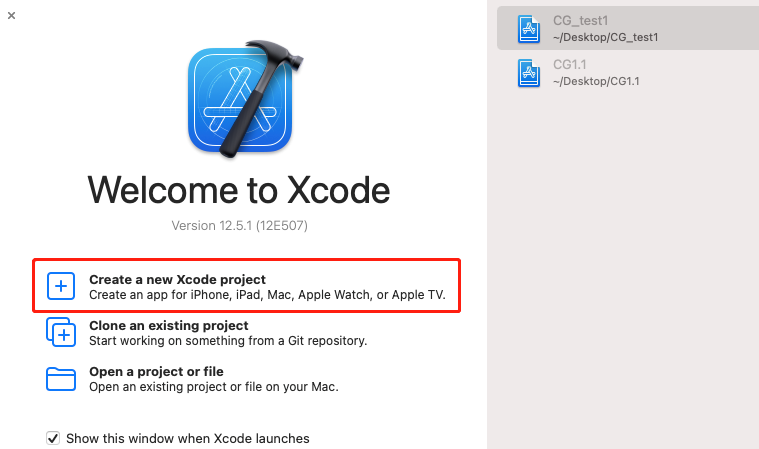 Welcome to Xcode
Version 12.5.1 (12E507)
Create a new Xcode project
Create an app for iPhone, iPad, Mac, Apple Watch, or Apple TV.
Clone an existing project
Start working on something from a Git repository.
Open a project or file
Open an existing project or file on your Mac.
Show this window when Xcode launches
CG_test1
~/Desktop/CG_test1
CG1.1
~/Desktop/CG1.1